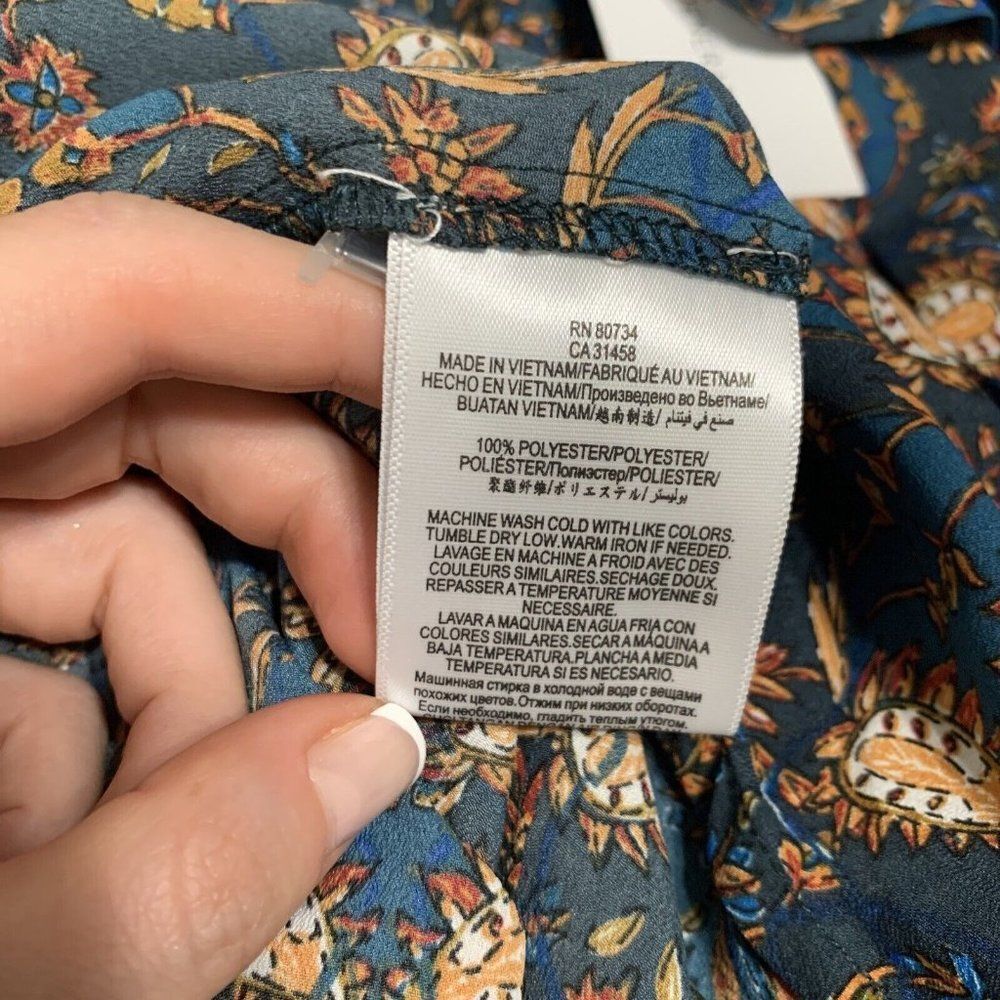 RN 80734
CA 31458
MADE IN VIETNAM/FABRIQUÉ AU VIETNAM/
HECHO EN VIETNAM/Произведено во Вьетнаме/
BUATAN VIETNAM/越南制造/صنع في فيتنام
100% POLYESTER/POLYESTER/
POLIÉSTER/Полиэстер/POLIESTER/
聚酯纤维/ポリエステル/بوليستر
MACHINE WASH COLD WITH LIKE COLORS.
TUMBLE DRY LOW.WARM IRON IF NEEDED.
LAVAGE EN MACHINE A FROID AVEC DES
COULEURS SIMILAIRES.SECHAGE DOUX.
REPASSER A TEMPERATURE MOYENNE SI
NECESSAIRE.
LAVAR A MAQUINA EN AGUA FRIA CON
COLORES SIMILARES.SECAR A MÁQUINA A
BAJA TEMPERATURA.PLANCHA A MEDIA
TEMPERATURA SI ES NECESARIO.
Машинная стирка в холодной воде с вещами
похожих цветов.Отжим при низких оборотах.
Если необходимо, гладить теплым утюгом.